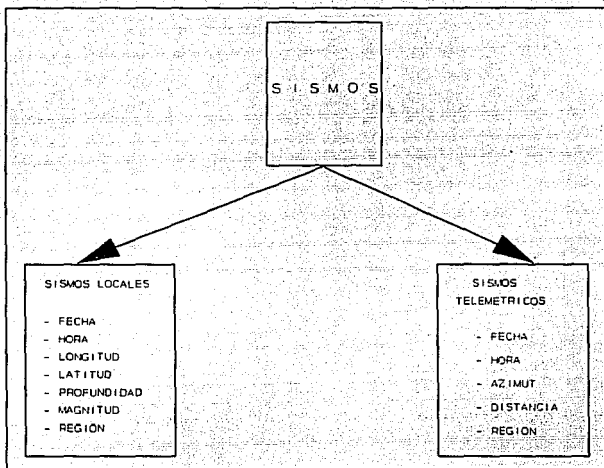 S I S M O S
SISMOS LOCALES
- FECHA
- HORA
- LONGITUD
- LATITUD
- PROFUNDIDAD
- MAGNITUD
- REGION
SISMOS
TELEMETRICOS
- FECHA
- HORA
- AZIMUT
- DISTANCIA
- REGION